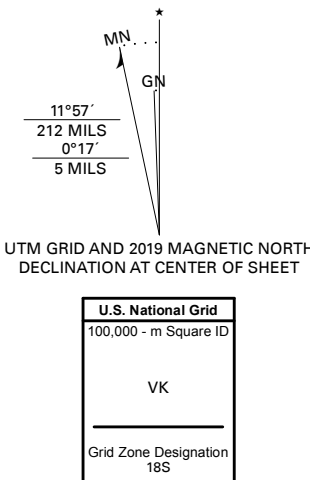 ★
MN
GN
11°57´
212 MILS
0°17´
5 MILS
UTM GRID AND 2019 MAGNETIC NORTH
DECLINATION AT CENTER OF SHEET
U.S. National Grid
100,000 - m Square ID
VK
Grid Zone Designation
18S